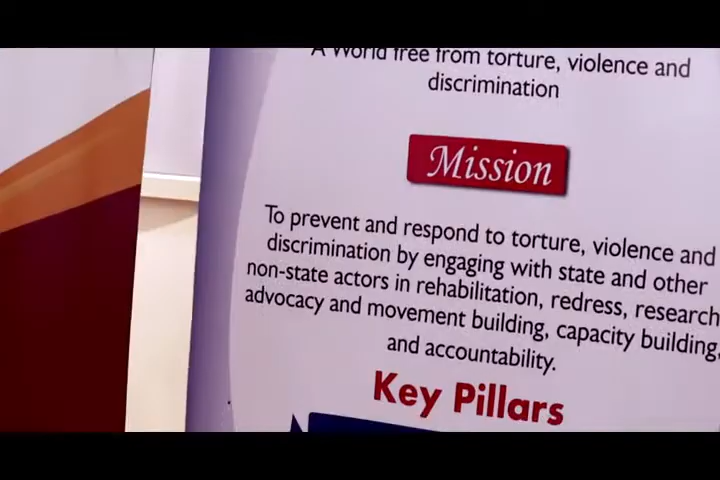 A World free from torture, violence and
discrimination
Mission
To prevent and respond to torture, violence and
discrimination by engaging with state and other
non-state actors in rehabilitation, redress, research
advocacy and movement building, capacity building,
and accountability.
Key Pillars